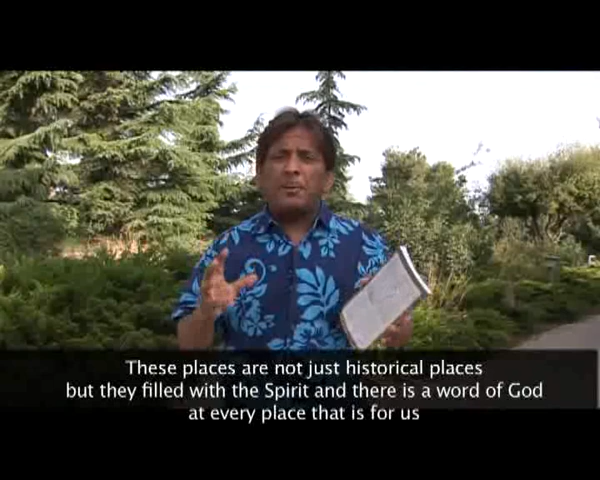 These places are not just historical places
but they filled with the Spirit and there is a word of God
at every place that is for us